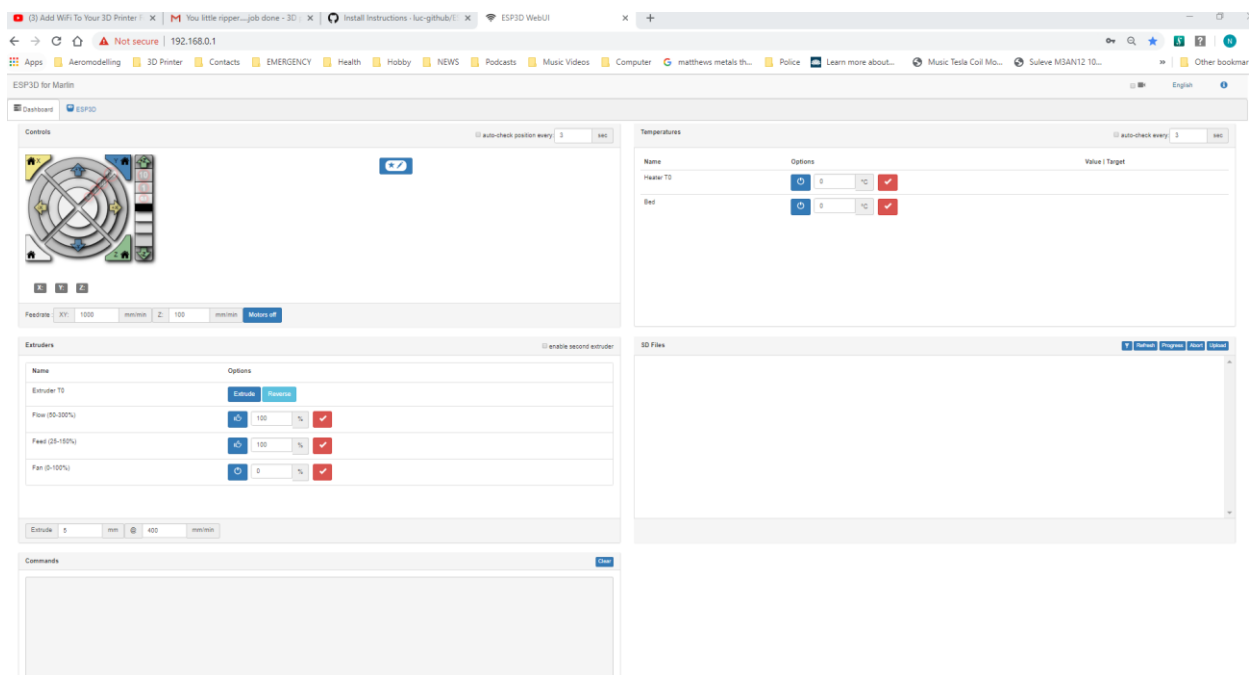 (3) Add WiFi To Your 3D Printer F
You little ripper....job done - 3D p
Install Instructions · luc-github/E
ESP3D WebUI
Not secure | 192.168.0.1
Apps Aeromodelling 3D Printer Contacts EMERGENCY Health Hobby NEWS Podcasts Music Videos Computer matthews metals th... Police Learn more about... Music Tesla Coil Mo... Suleve M3AN12 10... » Other bookmar
ESP3D for Marlin
English
Dashboard ESP3D
Controls
auto-check position every: 3 sec
X Z
X: Y: Z:
Feedrate : XY: 1000 mm/min Z: 100 mm/min Motors off
Temperatures
auto-check every: 3 sec
Name Options Value | Target
Heater T0 0 °C
Bed 0 °C
Extruders
enable second extruder
Name Options
Extruder T0 Extrude Reverse
Flow (50-300%) 100 %
Feed (25-150%) 100 %
Fan (0-100%) 0 %
Extrude 5 mm @ 400 mm/min
SD Files
Refresh Progress Abort Upload
Commands
Clear